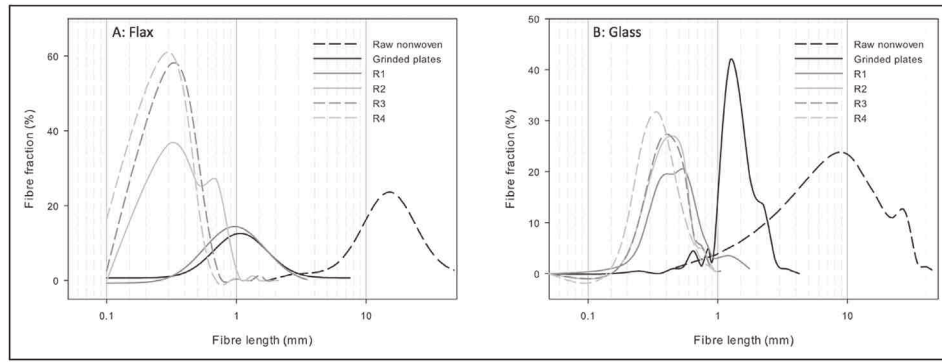 A: Flax
Raw nonwoven
Grinded plates
R1
R2
R3
R4
60
40
20
0
0.1
1
10
Fibre fraction (%)
Fibre length (mm)
B: Glass
Raw nonwoven
Grinded plates
R1
R2
R3
R4
50
40
30
20
10
0
0.1
1
10
Fibre fraction (%)
Fibre length (mm)